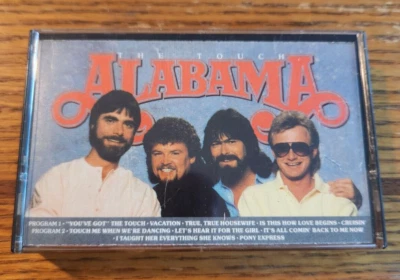 THE TOUCH
ALABAMA
PROGRAM 1 • "YOU'VE GOT" THE TOUCH • VACATION • TRUE, TRUE HOUSEWIFE • IS THIS HOW LOVE BEGINS • CRUISIN'
PROGRAM 2 • TOUCH ME WHEN WE'RE DANCING • LET'S HEAR IT FOR THE GIRL • IT'S ALL COMIN' BACK TO ME NOW
• I TAUGHT HER EVERYTHING SHE KNOWS • PONY EXPRESS